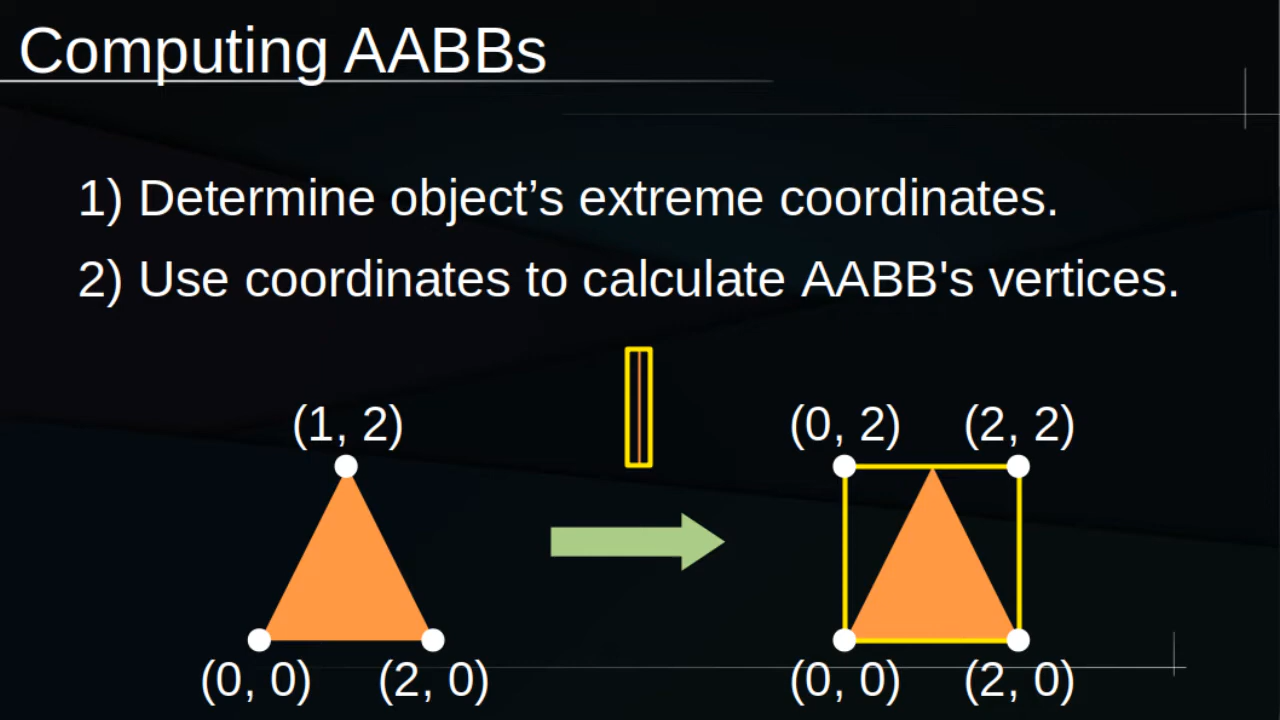 Computing AABBs
1) Determine object’s extreme coordinates.
2) Use coordinates to calculate AABB's vertices.
(1, 2)
(0, 2) (2, 2)
(0, 0) (2, 0)
(0, 0) (2, 0)